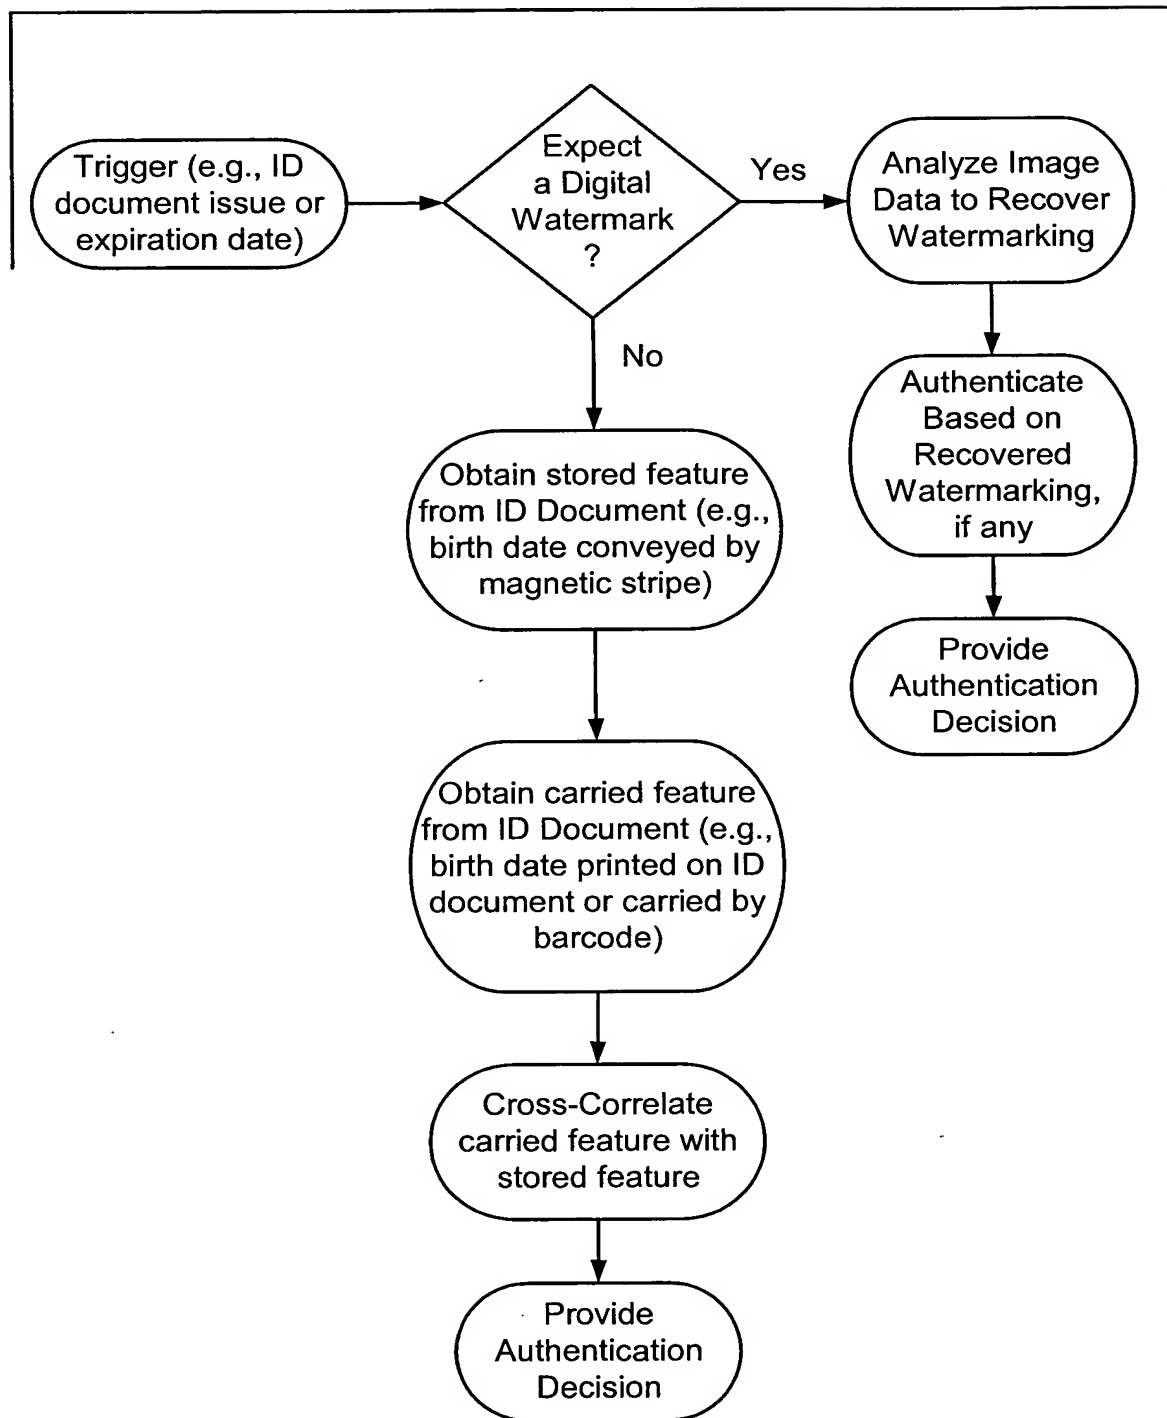 Trigger (e.g., ID
document issue or
expiration date)
Expect
a Digital
Watermark
?
Yes
Analyze Image
Data to Recover
Watermarking
Authenticate
Based on
Recovered
Watermarking,
if any
Provide
Authentication
Decision
No
Obtain stored feature
from ID Document (e.g.,
birth date conveyed by
magnetic stripe)
Obtain carried feature
from ID Document (e.g.,
birth date printed on ID
document or carried by
barcode)
Cross-Correlate
carried feature with
stored feature
Provide
Authentication
Decision